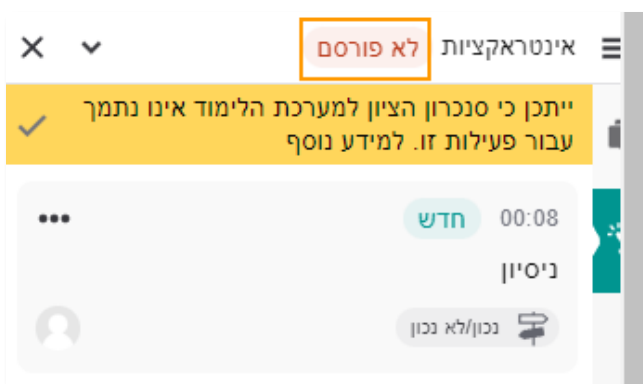 אינטראקציות לא פורסם
ייתכן כי סנכרון הציון למערכת הלימוד אינו נתמך
עבור פעילות זו. למידע נוסף
00:08 חדש
ניסיון
נכון/לא נכון